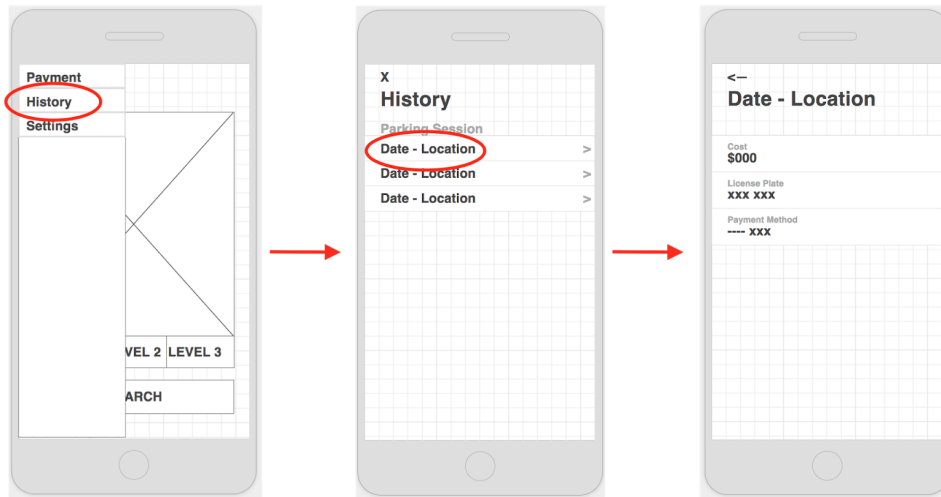 Payment
History
Settings
VEL 2 LEVEL 3
ARCH
X
History
Parking Session
Date - Location >
Date - Location >
Date - Location >
<—
Date - Location
Cost
$000
License Plate
XXX XXX
Payment Method
---- XXX